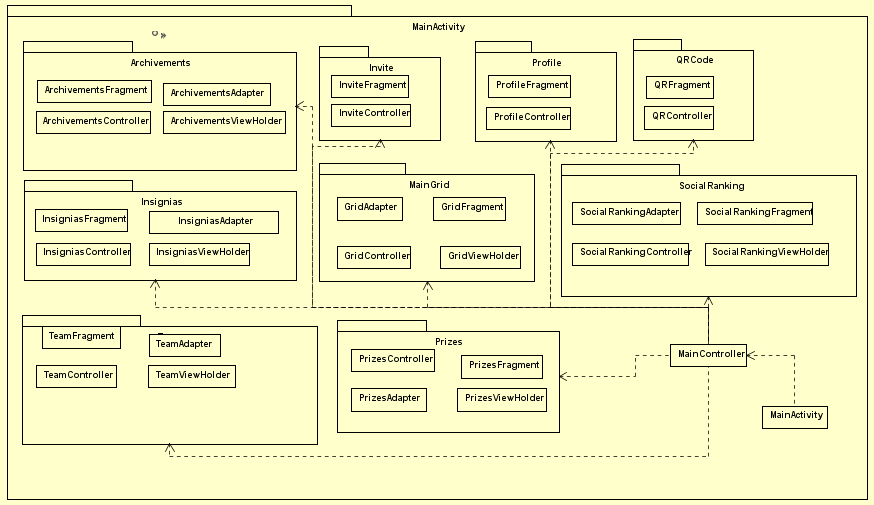 MainActivity
Archivements
ArchivementsFragment
ArchivementsAdapter
ArchivementsController
ArchivementsViewHolder
Invite
InviteFragment
InviteController
Profile
ProfileFragment
ProfileController
QRCode
QRFragment
QRController
Insignias
InsigniasFragment
InsigniasAdapter
InsigniasController
InsigniasViewHolder
MainGrid
GridAdapter
GridFragment
GridController
GridViewHolder
SocialRanking
SocialRankingAdapter
SocialRankingFragment
SocialRankingController
SocialRankingViewHolder
TeamFragment
TeamAdapter
TeamController
TeamViewHolder
Prizes
PrizesController
PrizesFragment
PrizesAdapter
PrizesViewHolder
MainController
MainActivity